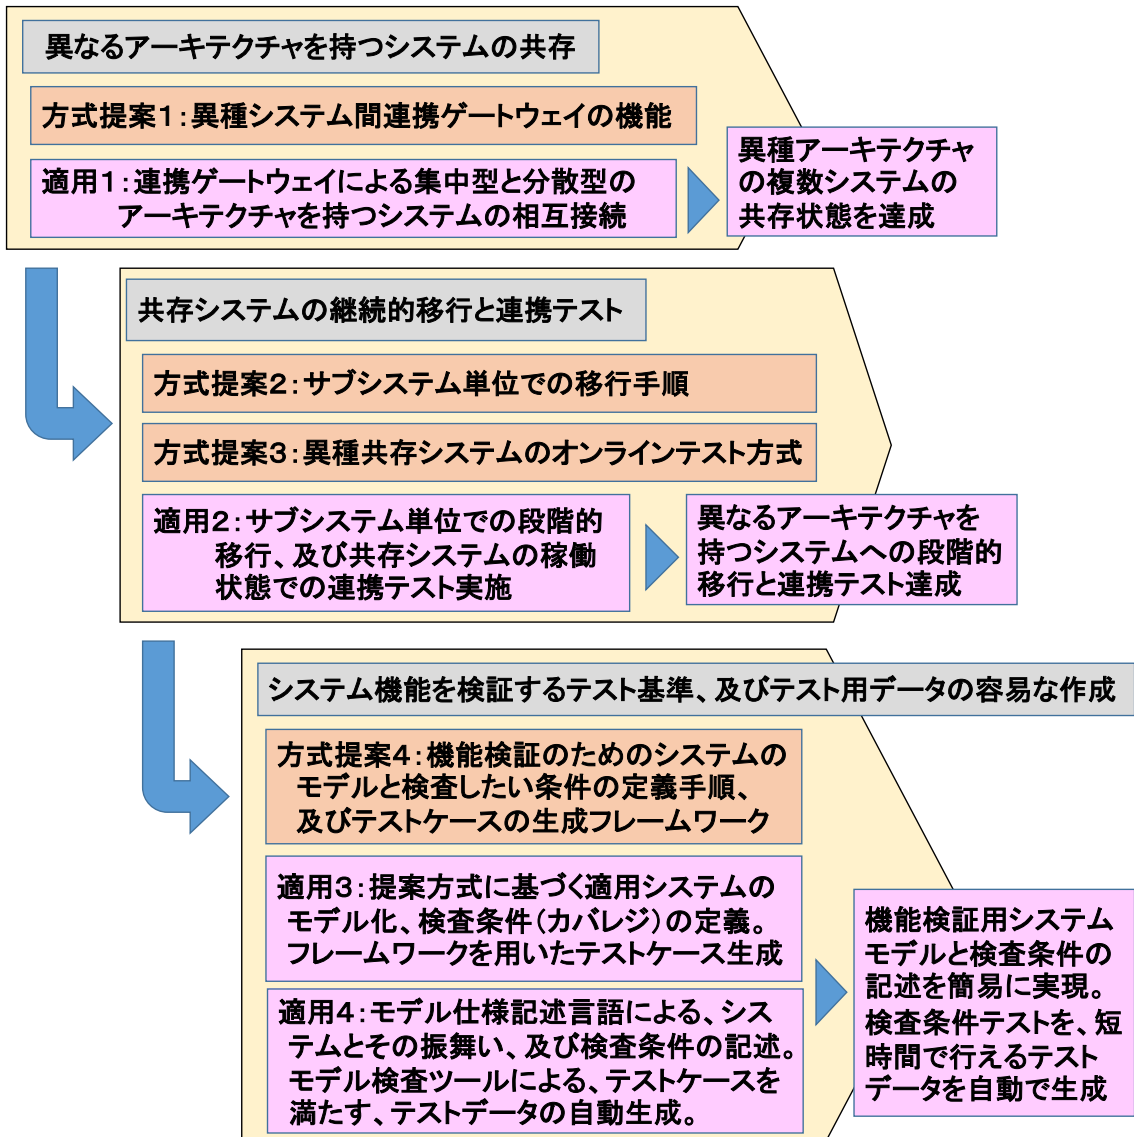 異なるアーキテクチャを持つシステムの共存
方式提案1：異種システム間連携ゲートウェイの機能
適用1：連携ゲートウェイによる集中型と分散型の
アーキテクチャを持つシステムの相互接続
異種アーキテクチャ
の複数システムの
共存状態を達成
共存システムの継続的移行と連携テスト
方式提案2：サブシステム単位での移行手順
方式提案3：異種共存システムのオンラインテスト方式
適用2：サブシステム単位での段階的
移行、及び共存システムの稼働
状態での連携テスト実施
異なるアーキテクチャを
持つシステムへの段階的
移行と連携テスト達成
システム機能を検証するテスト基準、及びテスト用データの容易な作成
方式提案4：機能検証のためのシステムの
モデルと検査したい条件の定義手順、
及びテストケースの生成フレームワーク
適用3：提案方式に基づく適用システムの
モデル化、検査条件（カバレジ）の定義。
フレームワークを用いたテストケース生成
適用4：モデル仕様記述言語による、シス
テムとその振舞い、及び検査条件の記述。
モデル検査ツールによる、テストケースを
満たす、テストデータの自動生成。
機能検証用システム
モデルと検査条件の
記述を簡易に実現。
検査条件テストを、短
時間で行えるテスト
データを自動で生成